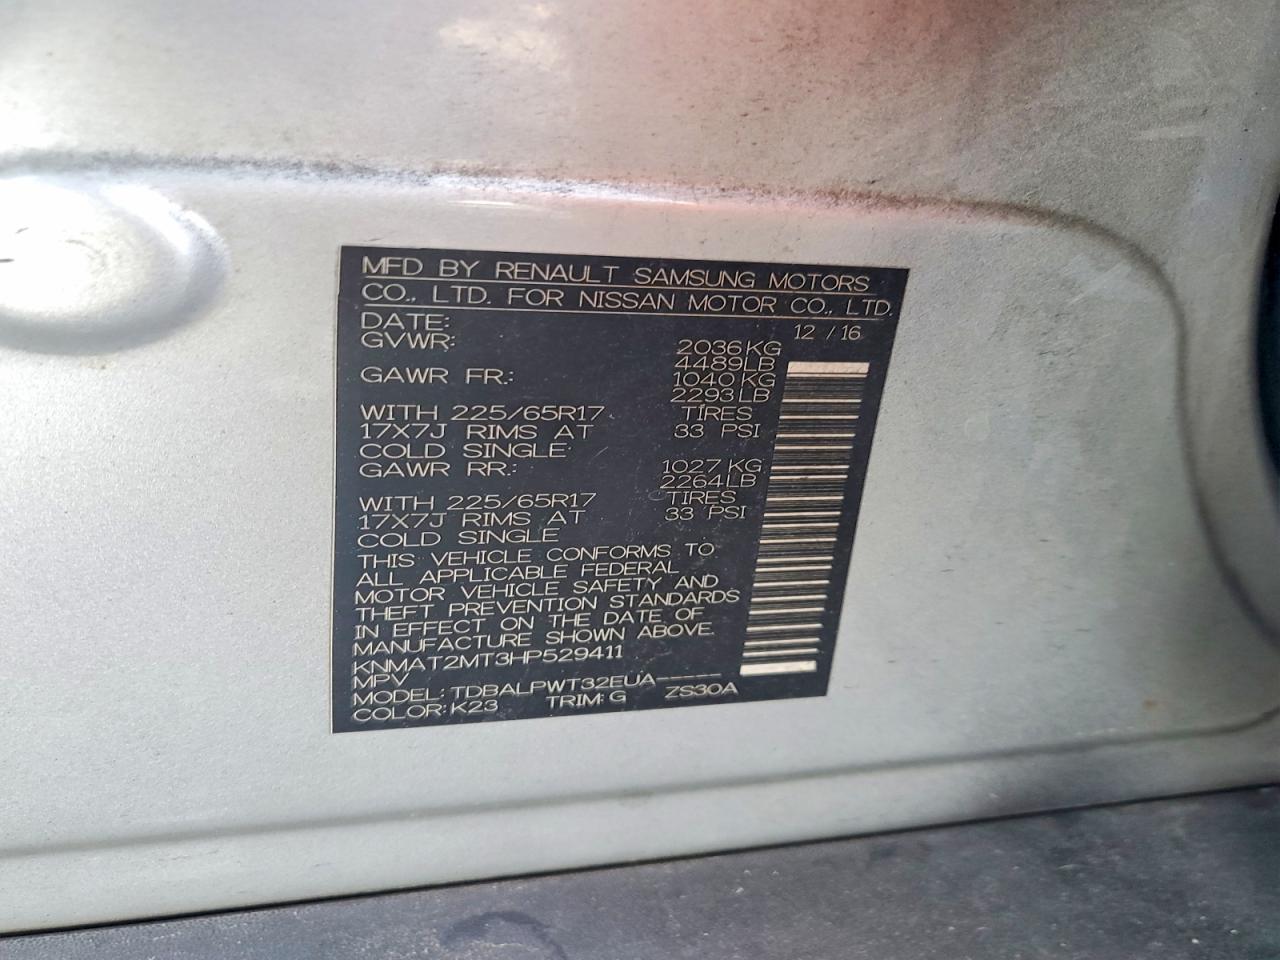 MFD BY RENAULT SAMSUNG MOTORS
CO., LTD. FOR NISSAN MOTOR CO., LTD.
DATE: 12 / 16
GVWR: 2036 KG
4489 LB
GAWR FR.: 1040 KG
2293 LB
WITH 225/65R17 TIRES
17X7J RIMS AT 33 PSI
COLD SINGLE
GAWR RR.: 1027 KG
2264 LB
WITH 225/65R17 TIRES
17X7J RIMS AT 33 PSI
COLD SINGLE
THIS VEHICLE CONFORMS TO
ALL APPLICABLE FEDERAL
MOTOR VEHICLE SAFETY AND
THEFT PREVENTION STANDARDS
IN EFFECT ON THE DATE OF
MANUFACTURE SHOWN ABOVE.
KNMAT2MT3HP529411
MPV
MODEL: TDBALPWT32EUA-----
COLOR: K23 TRIM: G ZS30A